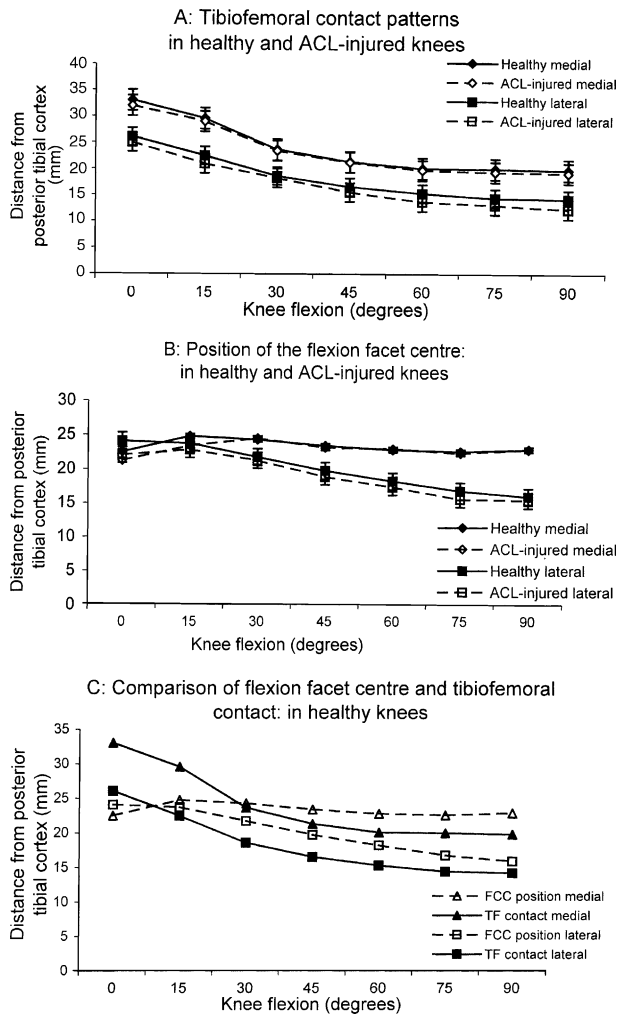 A: Tibiofemoral contact patterns
in healthy and ACL-injured knees
Healthy medial
ACL-injured medial
Healthy lateral
ACL-injured lateral
Distance from
posterior tibial cortex
(mm)
40
35
30
25
20
15
10
5
0
0 15 30 45 60 75 90
Knee flexion (degrees)
B: Position of the flexion facet centre:
in healthy and ACL-injured knees
Distance from posterior
tibial cortex (mm)
30
25
20
15
10
5
0
Healthy medial
ACL-injured medial
Healthy lateral
ACL-injured lateral
0 15 30 45 60 75 90
Knee flexion (degrees)
C: Comparison of flexion facet centre and tibiofemoral
contact: in healthy knees
Distance from posterior
tibial cortex (mm)
35
30
25
20
15
10
5
0
FCC position medial
TF contact medial
FCC position lateral
TF contact lateral
0 15 30 45 60 75 90
Knee flexion (degrees)